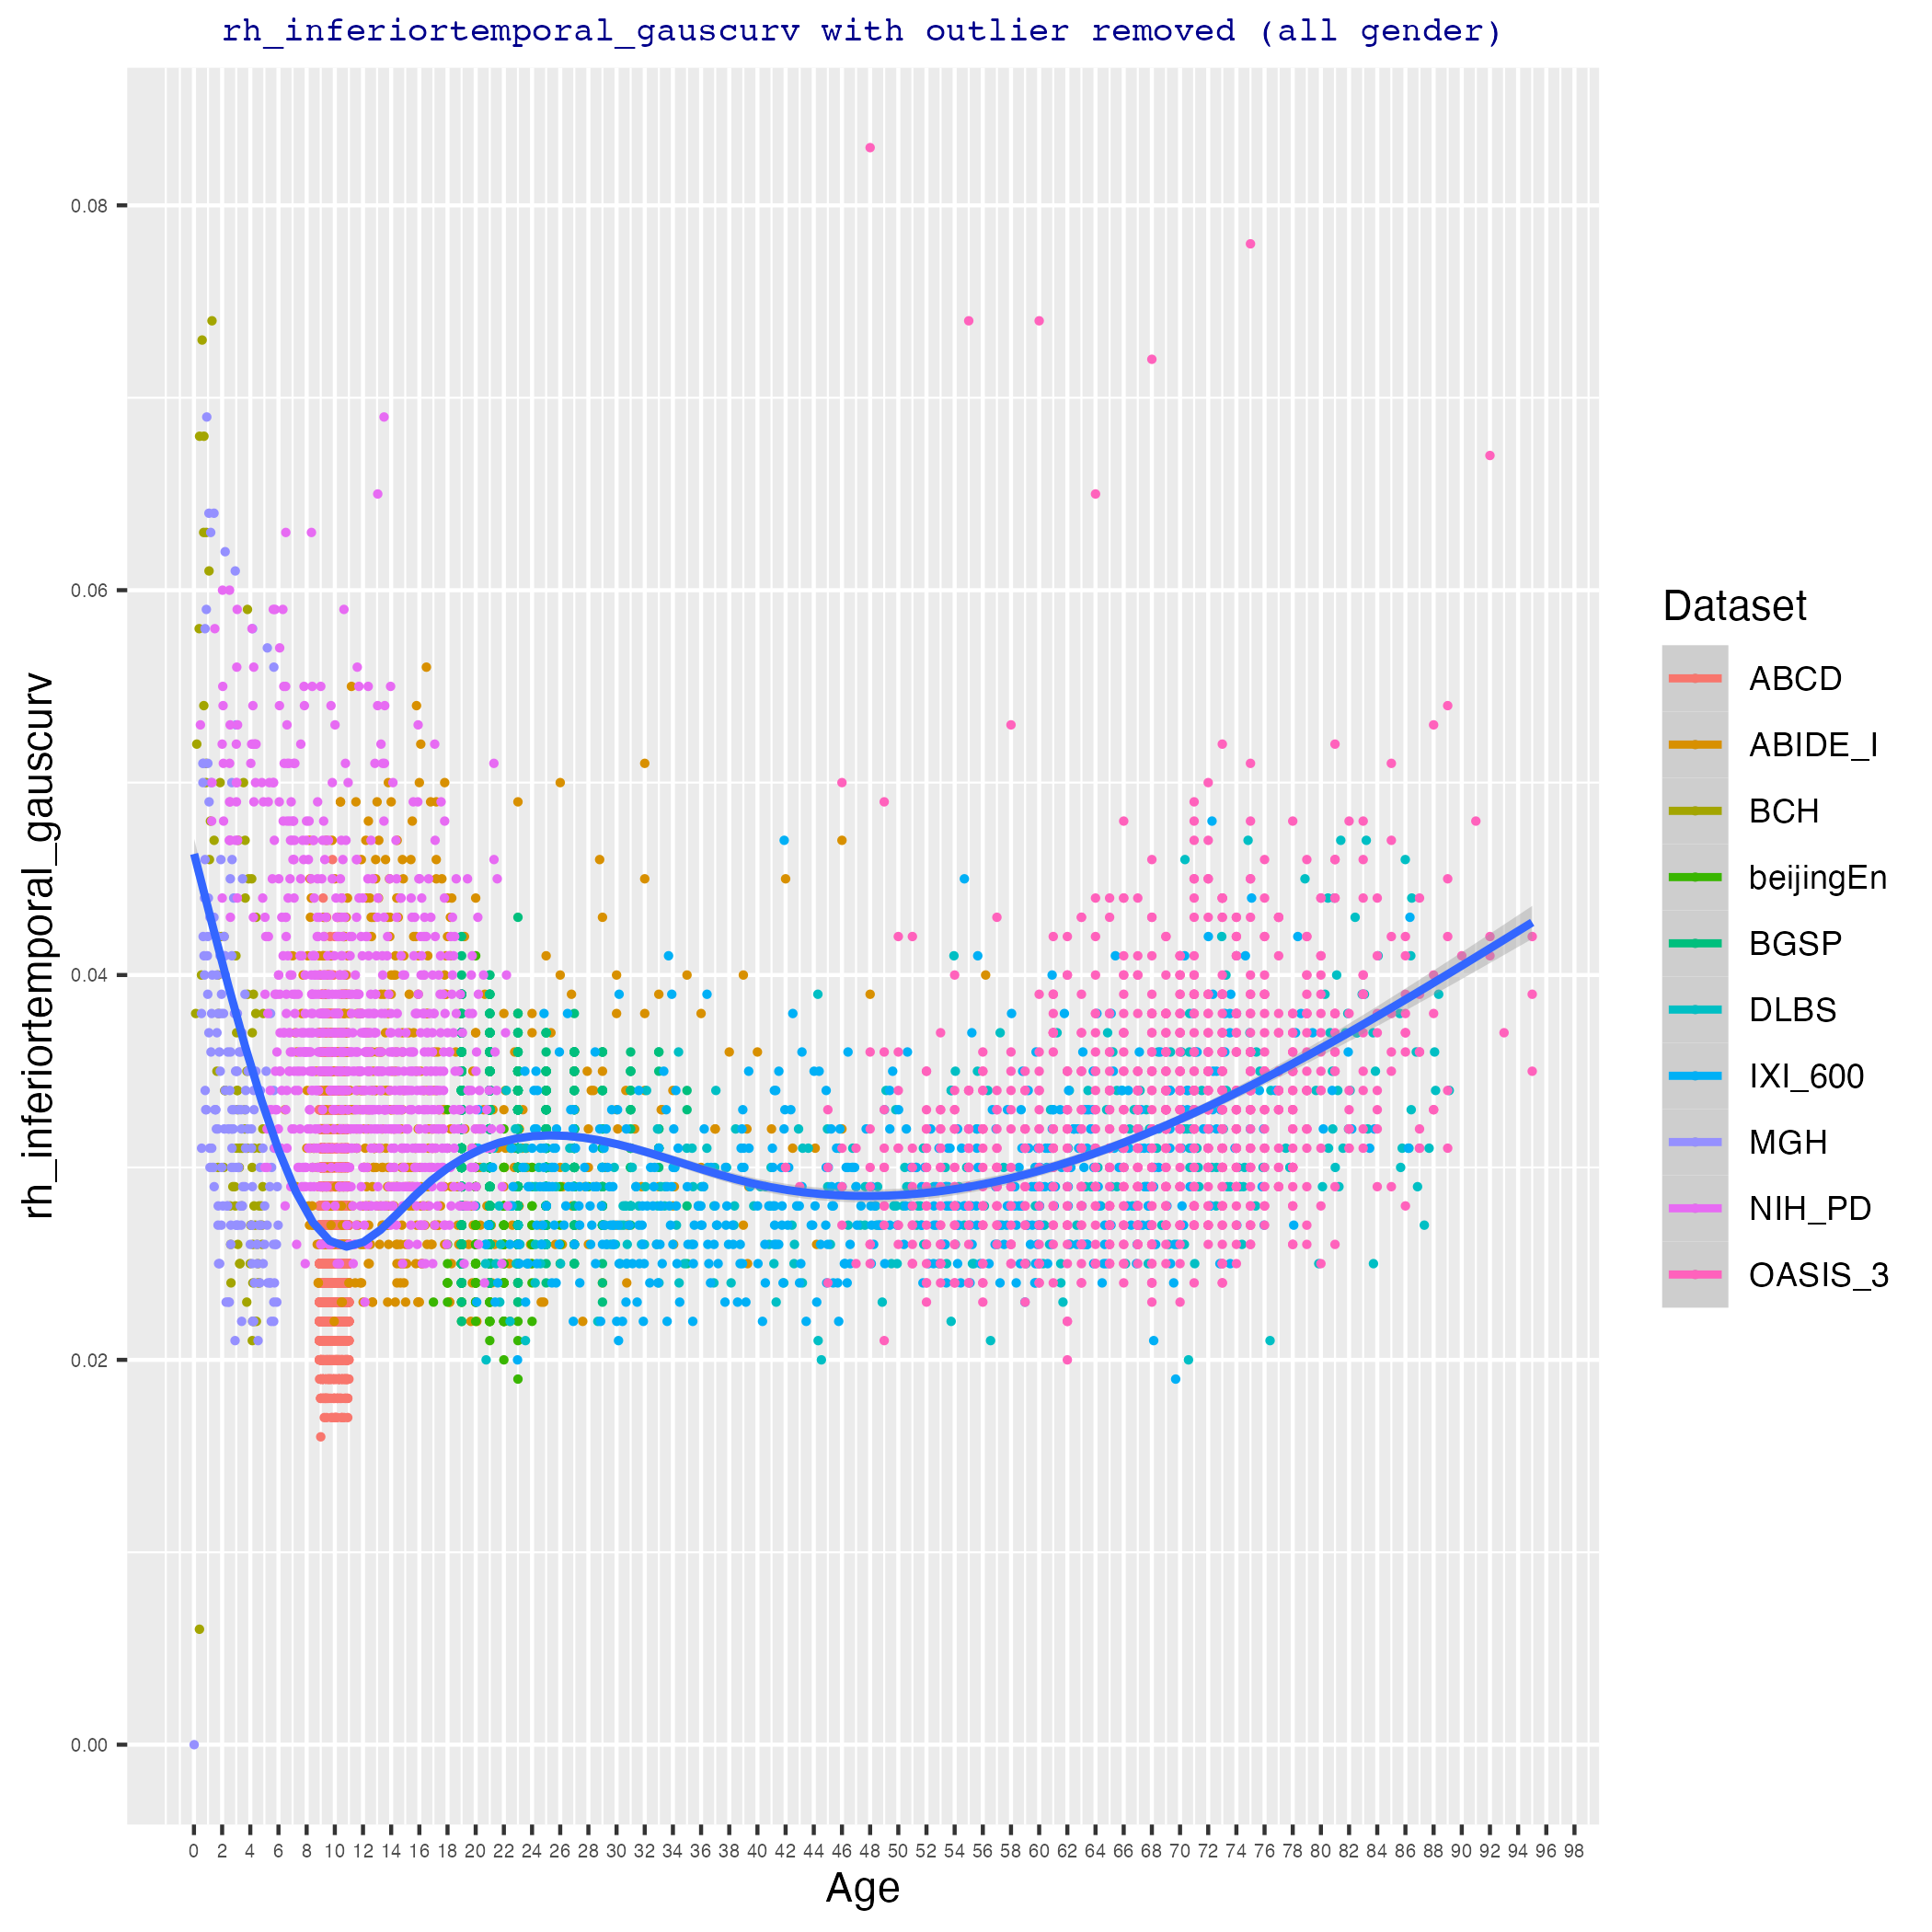 rh_inferiortemporal_gauscurv with outlier removed (all gender)
rh_inferiortemporal_gauscurv
0.08
0.06
0.04
0.02
0.00
0 2 4 6 8 10 12 14 16 18 20 22 24 26 28 30 32 34 36 38 40 42 44 46 48 50 52 54 56 58 60 62 64 66 68 70 72 74 76 78 80 82 84 86 88 90 92 94 96 98
Age
Dataset
ABCD
ABIDE_I
BCH
beijingEn
BGSP
DLBS
IXI_600
MGH
NIH_PD
OASIS_3